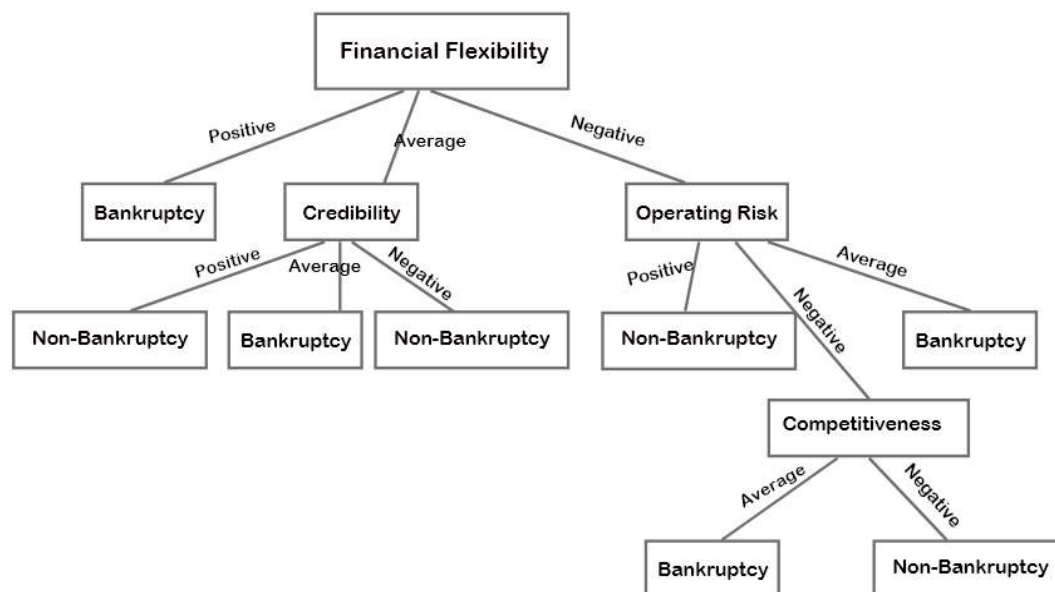 Financial Flexibility
Positive
Average
Negative
Bankruptcy
Credibility
Operating Risk
Positive
Average
Negative
Positive
Negative
Average
Non-Bankruptcy
Bankruptcy
Non-Bankruptcy
Non-Bankruptcy
Bankruptcy
Competitiveness
Average
Negative
Bankruptcy
Non-Bankruptcy